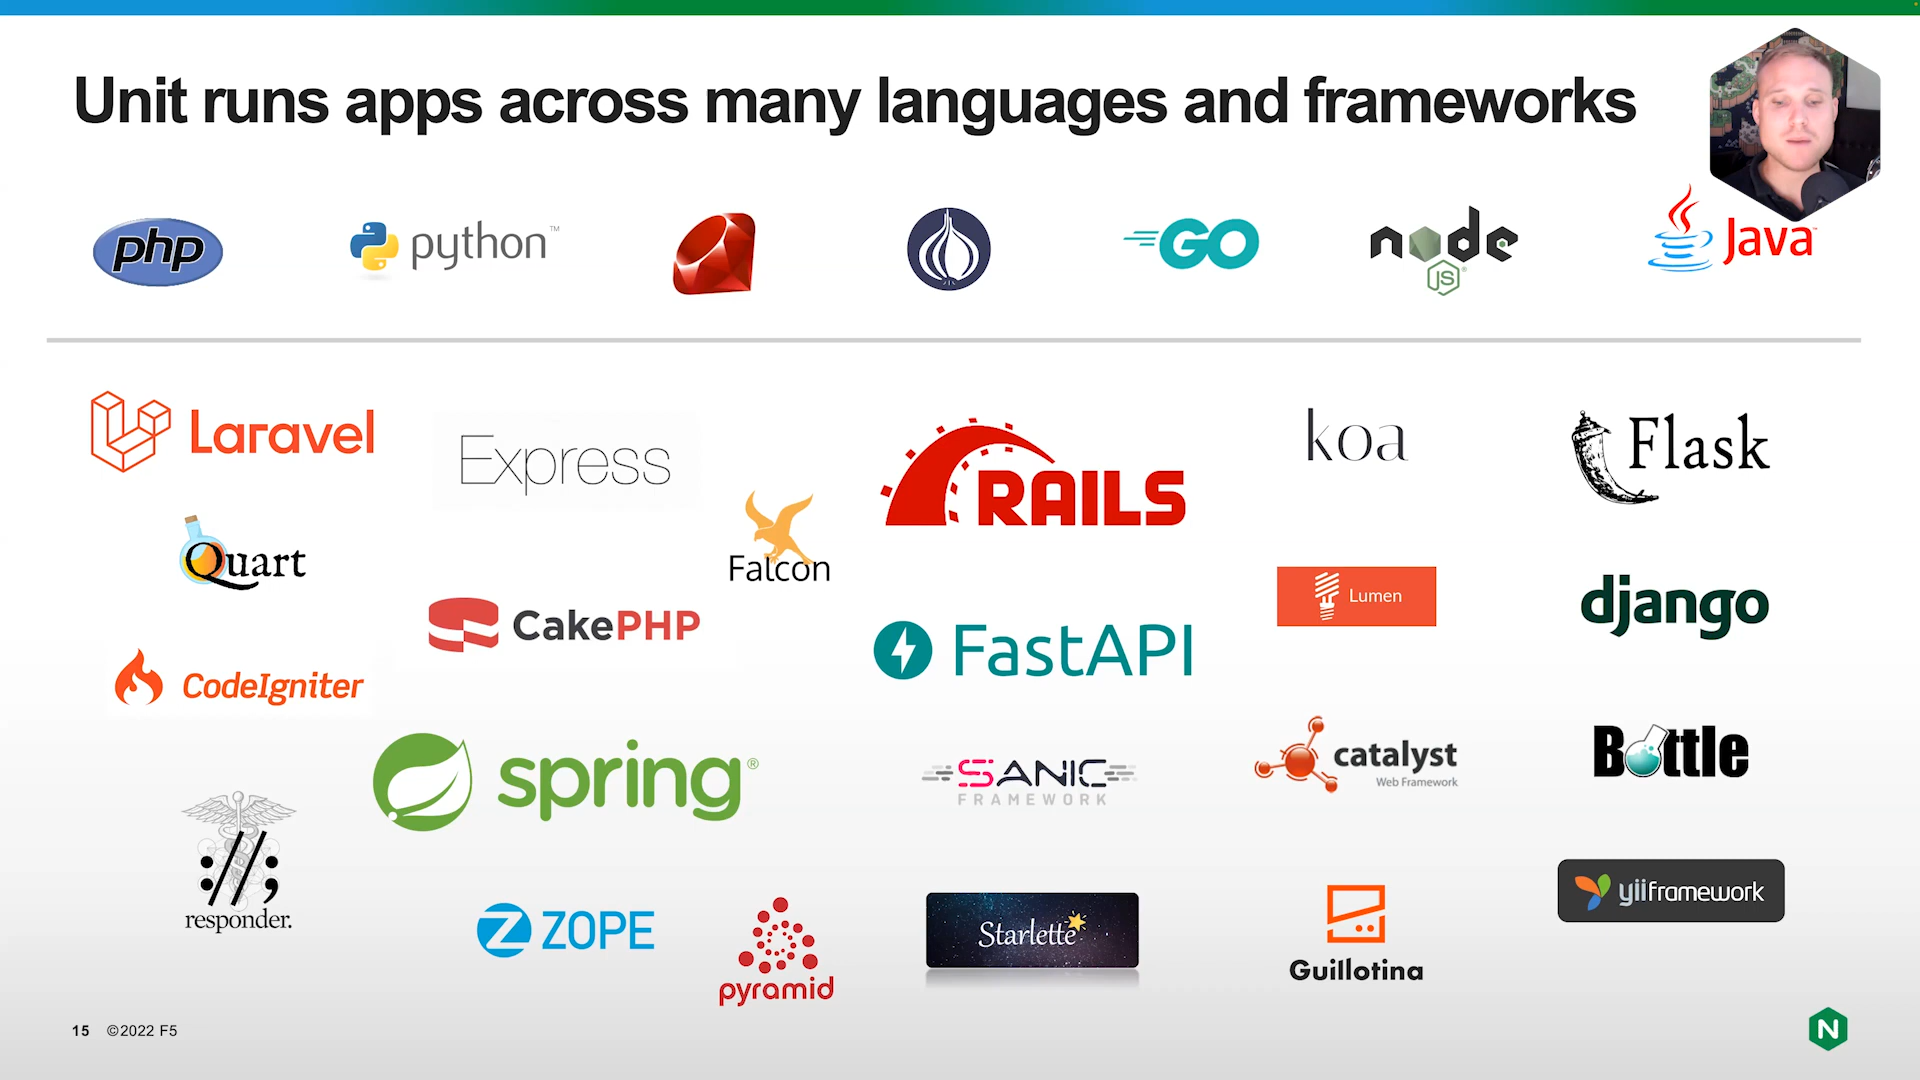 Unit runs apps across many languages and frameworks
php
python™
GO
node
JS
Java
Laravel
Express
RAILS
koa
Flask
Quart
Falcon
CakePHP
Lumen
django
CodeIgniter
FastAPI
spring®
SANIC
FRAMEWORK
catalyst
Web Framework
Bottle
://;
responder.
ZOPE
pyramid
Starlette
Guillotina
yiiframework
15 ©2022 F5
N